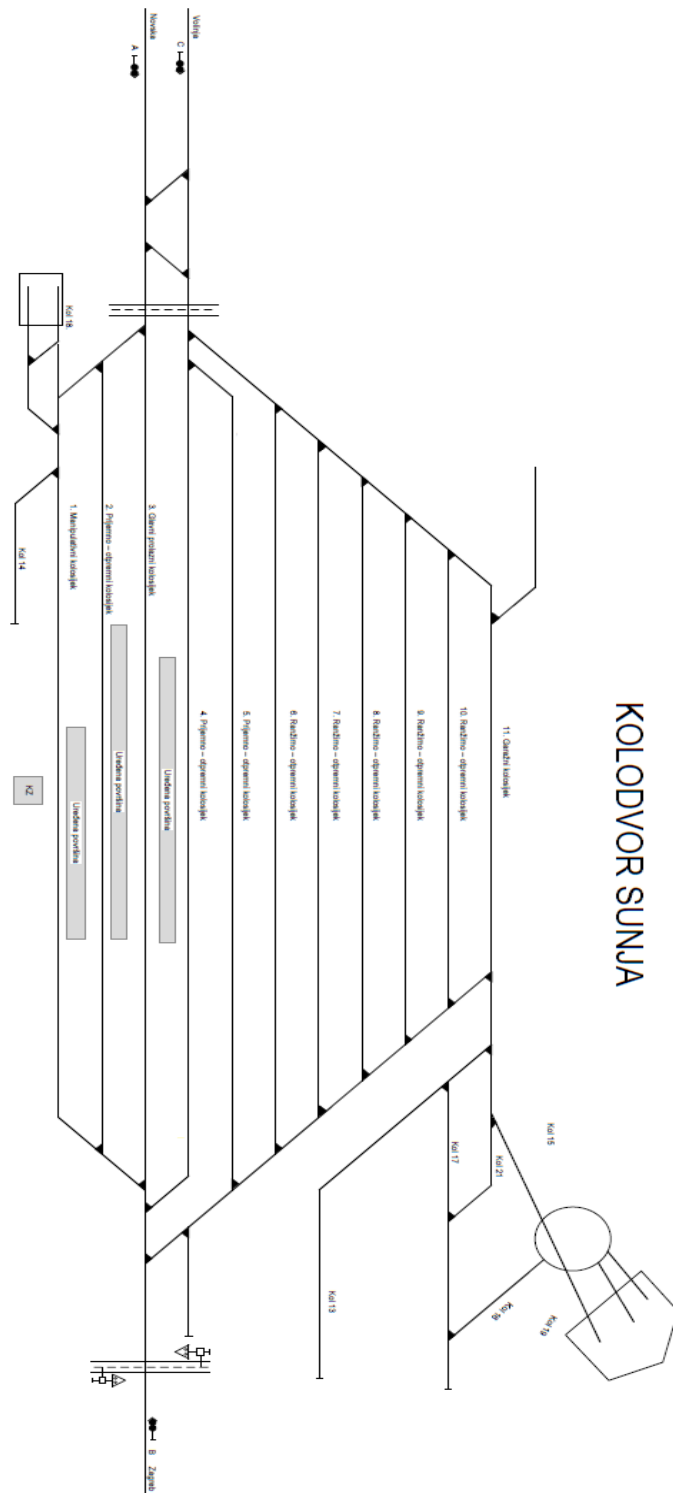 KOLODVOR SUNJA
Volinja
C
Novska
A
Kol 18.
Kol 14
1. Manipulativni kolosijek
2. Prijemno – otpremni kolosijek
3. Glavni prolazni kolosijek
4. Prijemno – otpremni kolosijek
5. Prijemno – otpremni kolosijek
6. Ranžirno – otpremni kolosijek
7. Ranžirno – otpremni kolosijek
8. Ranžirno – otpremni kolosijek
9. Ranžirno – otpremni kolosijek
10. Ranžirno – otpremni kolosijek
11. Garažni kolosijek
Uređena površina
Uređena površina
Uređena površina
KZ
Kol 15
Kol 21
Kol 17
Kol 13
Kol 16
Kol 19
B
Zagreb